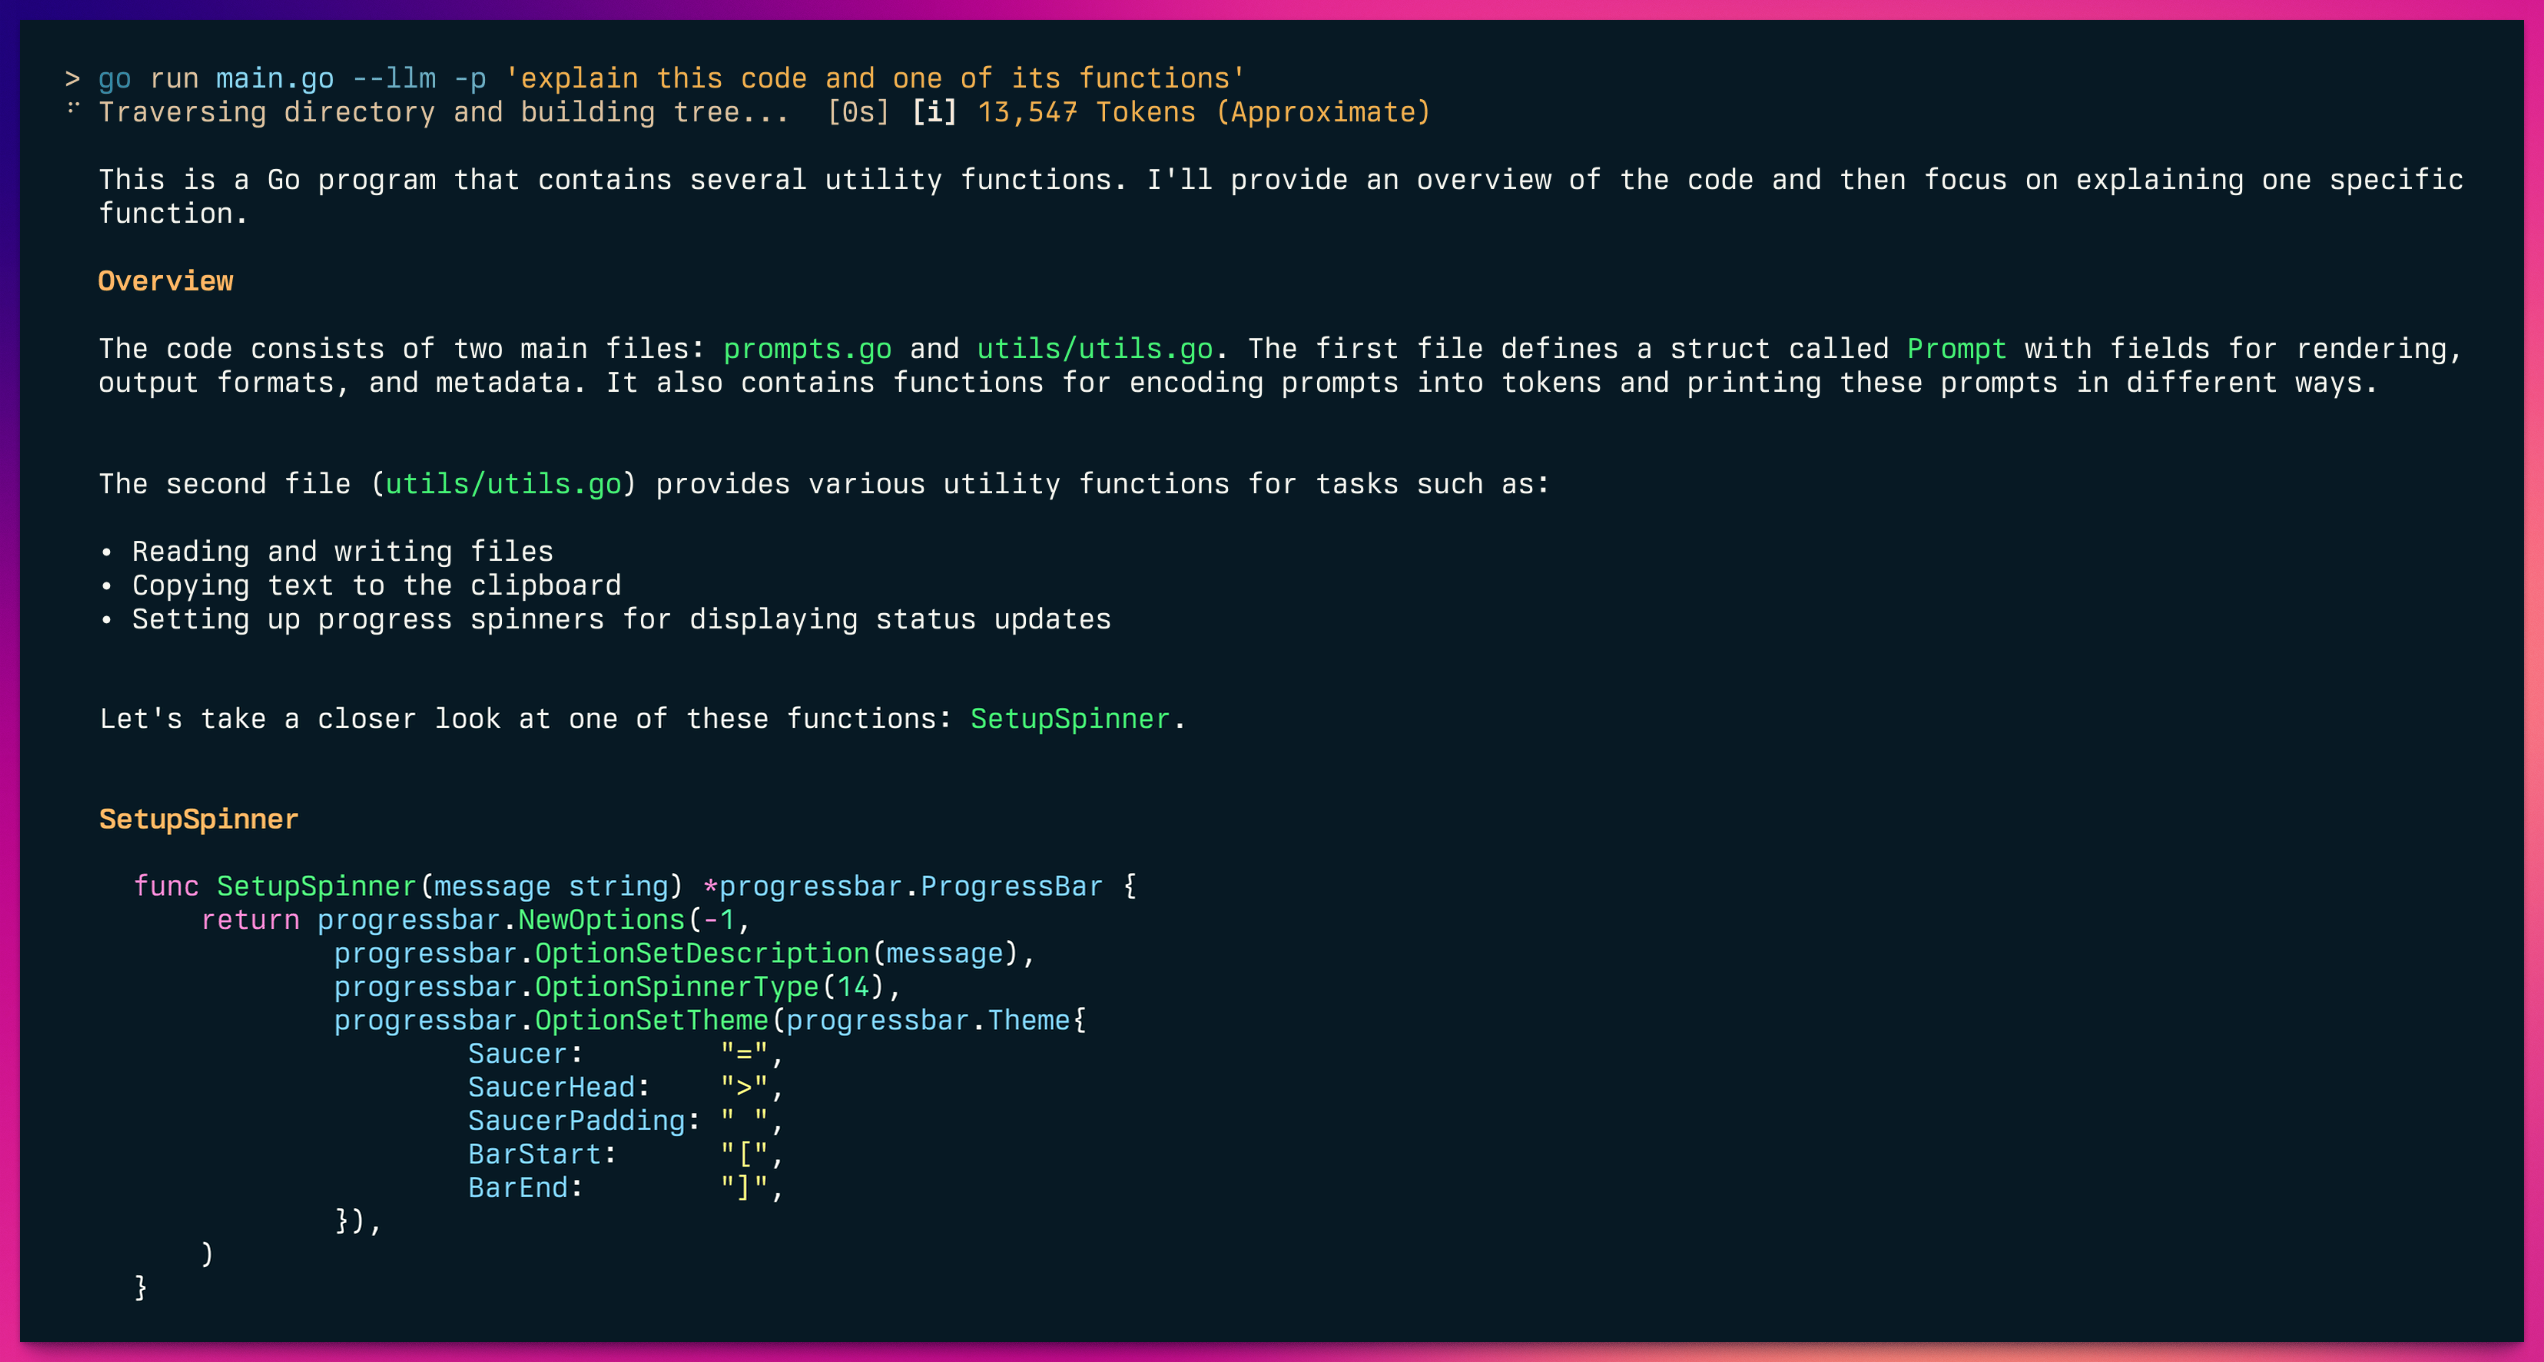 > go run main.go --llm -p 'explain this code and one of its functions'
⠋ Traversing directory and building tree...  [0s] [i] 13,547 Tokens (Approximate)
This is a Go program that contains several utility functions. I'll provide an overview of the code and then focus on explaining one specific
function.
Overview
The code consists of two main files: prompts.go and utils/utils.go. The first file defines a struct called Prompt with fields for rendering,
output formats, and metadata. It also contains functions for encoding prompts into tokens and printing these prompts in different ways.
The second file (utils/utils.go) provides various utility functions for tasks such as:
• Reading and writing files
• Copying text to the clipboard
• Setting up progress spinners for displaying status updates
Let's take a closer look at one of these functions: SetupSpinner.
SetupSpinner
func SetupSpinner(message string) *progressbar.ProgressBar {
    return progressbar.NewOptions(-1,
            progressbar.OptionSetDescription(message),
            progressbar.OptionSpinnerType(14),
            progressbar.OptionSetTheme(progressbar.Theme{
                    Saucer:        "=",
                    SaucerHead:    ">",
                    SaucerPadding: " ",
                    BarStart:      "[",
                    BarEnd:        "]",
            }),
    )
}